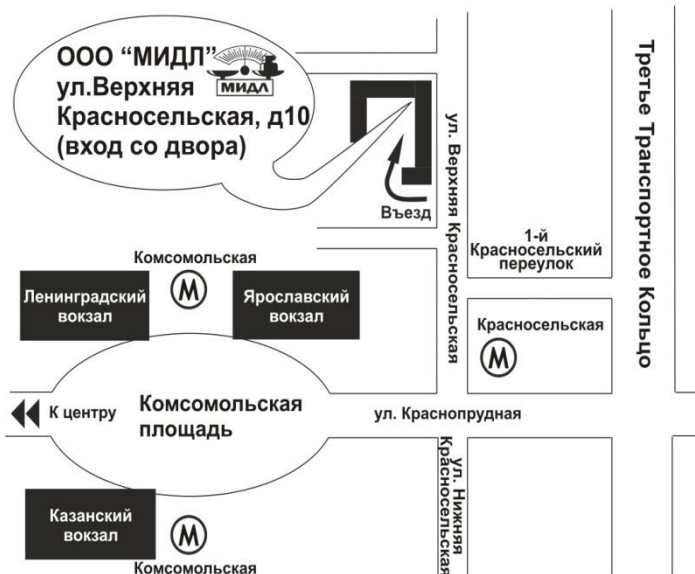 ООО “МИДЛ”
МИДЛ
ул.Верхняя
Красносельская, д10
(вход со двора)
Въезд
ул. Верхняя Красносельская
Третье Транспортное Кольцо
1-й
Красносельский
переулок
Комсомольская
М
Ленинградский
вокзал
Ярославский
вокзал
Красносельская
М
К центру
Комсомольская
площадь
ул. Краснопрудная
ул. Нижняя
Красносельская
Казанский
вокзал
М
Комсомольская